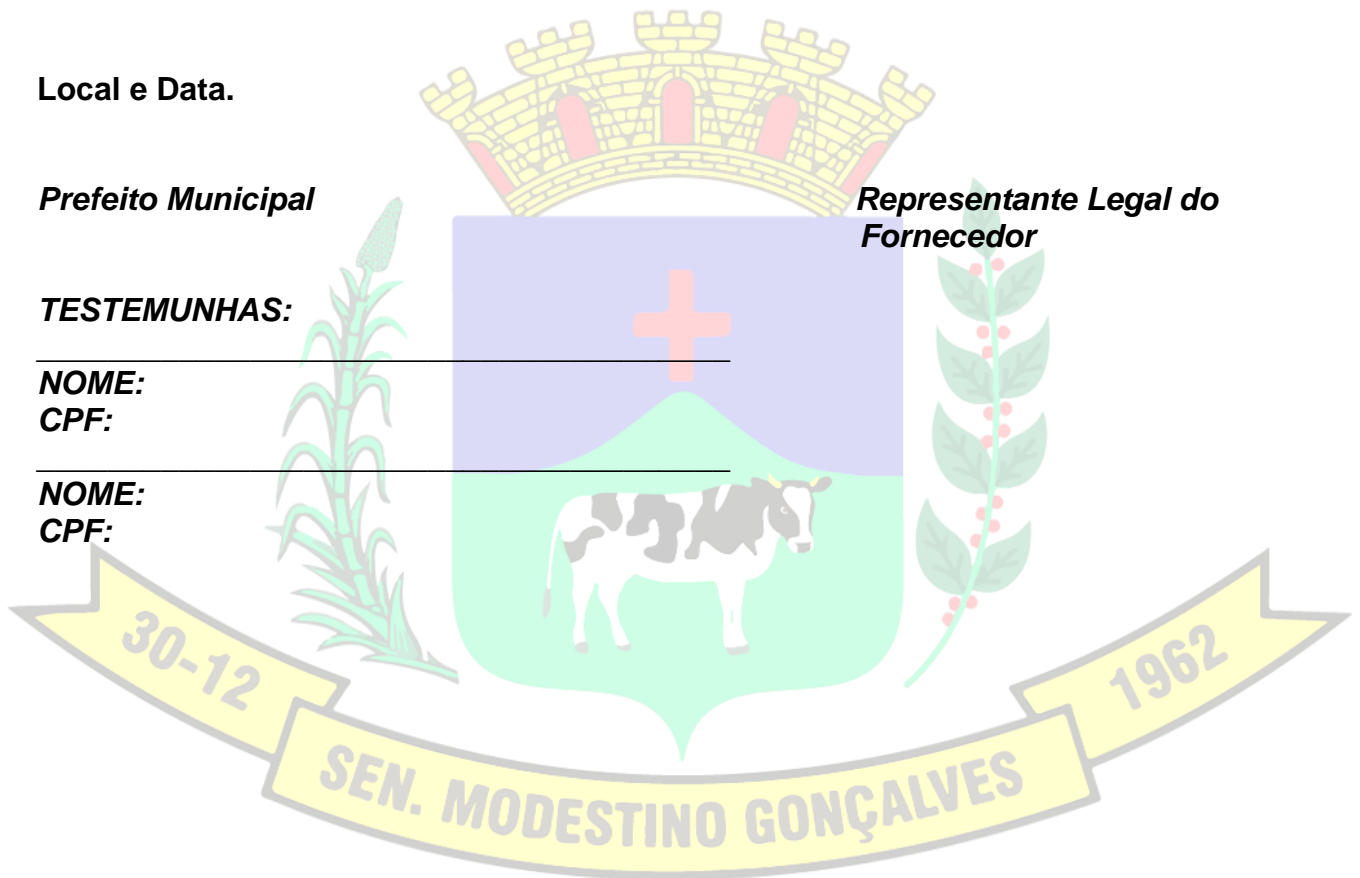 Local e Data.
Prefeito Municipal
Representante Legal do
Fornecedor
TESTEMUNHAS:
NOME:
CPF:
NOME:
CPF:
30-12
1962
SEN. MODESTINO GONÇALVES